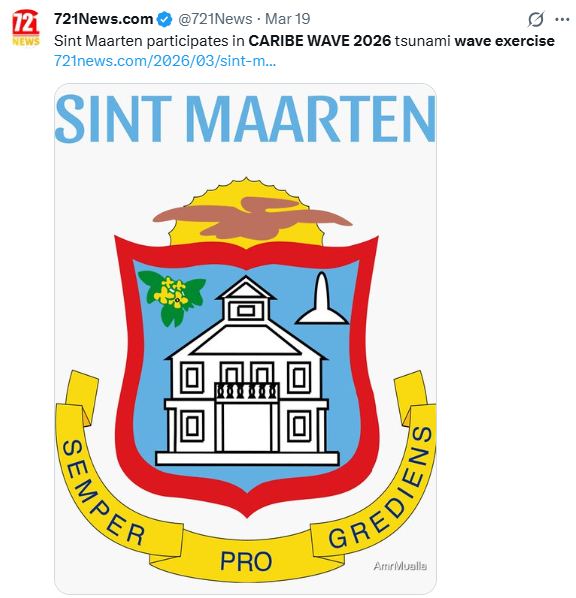 721News.com @721News · Mar 19
Sint Maarten participates in CARIBE WAVE 2026 tsunami wave exercise
721news.com/2026/03/sint-m...
72
NEWS
SINT MAARTEN
SEMPER PRO GREDIENS
AmrMualla